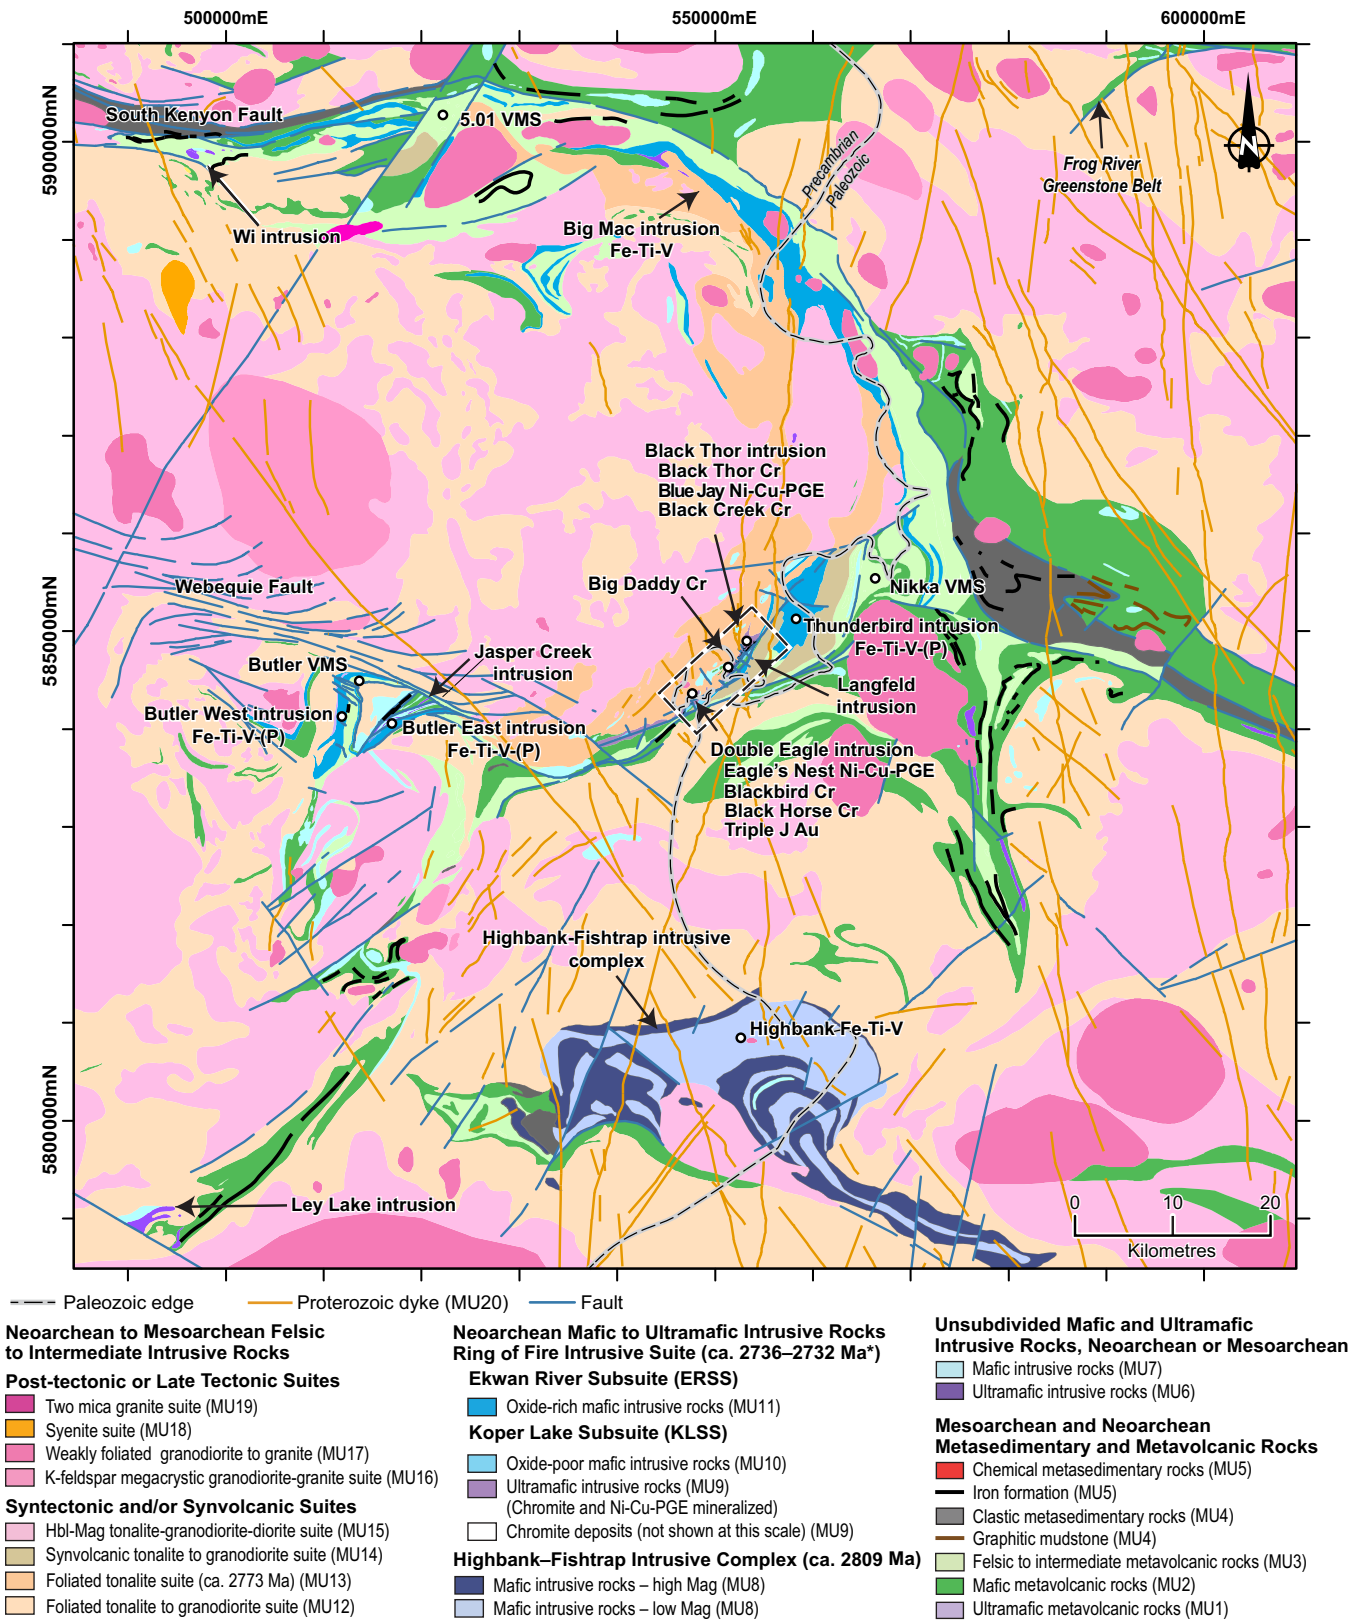 500000mE
550000mE
600000mE
5900000mN
5850000mN
5800000mN
South Kenyon Fault
5.01 VMS
Precambrian
Paleozoic
Frog River
Greenstone Belt
Wi intrusion
Big Mac intrusion
Fe-Ti-V
N
Black Thor intrusion
Black Thor Cr
Blue Jay Ni-Cu-PGE
Black Creek Cr
Webequie Fault
Big Daddy Cr
Nikka VMS
Thunderbird intrusion
Fe-Ti-V-(P)
Butler VMS
Jasper Creek
intrusion
Langfeld
intrusion
Butler West intrusion
Fe-Ti-V-(P)
Butler East intrusion
Fe-Ti-V-(P)
Double Eagle intrusion
Eagle's Nest Ni-Cu-PGE
Blackbird Cr
Black Horse Cr
Triple J Au
Highbank-Fishtrap intrusive
complex
Highbank Fe-Ti-V
Ley Lake intrusion
0 10 20
Kilometres
Paleozoic edge
Proterozoic dyke (MU20)
Fault
Neoarchean to Mesoarchean Felsic
to Intermediate Intrusive Rocks
Post-tectonic or Late Tectonic Suites
Two mica granite suite (MU19)
Syenite suite (MU18)
Weakly foliated granodiorite to granite (MU17)
K-feldspar megacrystic granodiorite-granite suite (MU16)
Syntectonic and/or Synvolcanic Suites
Hbl-Mag tonalite-granodiorite-diorite suite (MU15)
Synvolcanic tonalite to granodiorite suite (MU14)
Foliated tonalite suite (ca. 2773 Ma) (MU13)
Foliated tonalite to granodiorite suite (MU12)
Neoarchean Mafic to Ultramafic Intrusive Rocks
Ring of Fire Intrusive Suite (ca. 2736–2732 Ma*)
Ekwan River Subsuite (ERSS)
Oxide-rich mafic intrusive rocks (MU11)
Koper Lake Subsuite (KLSS)
Oxide-poor mafic intrusive rocks (MU10)
Ultramafic intrusive rocks (MU9)
(Chromite and Ni-Cu-PGE mineralized)
Chromite deposits (not shown at this scale) (MU9)
Highbank–Fishtrap Intrusive Complex (ca. 2809 Ma)
Mafic intrusive rocks – high Mag (MU8)
Mafic intrusive rocks – low Mag (MU8)
Unsubdivided Mafic and Ultramafic
Intrusive Rocks, Neoarchean or Mesoarchean
Mafic intrusive rocks (MU7)
Ultramafic intrusive rocks (MU6)
Mesoarchean and Neoarchean
Metasedimentary and Metavolcanic Rocks
Chemical metasedimentary rocks (MU5)
Iron formation (MU5)
Clastic metasedimentary rocks (MU4)
Graphitic mudstone (MU4)
Felsic to intermediate metavolcanic rocks (MU3)
Mafic metavolcanic rocks (MU2)
Ultramafic metavolcanic rocks (MU1)